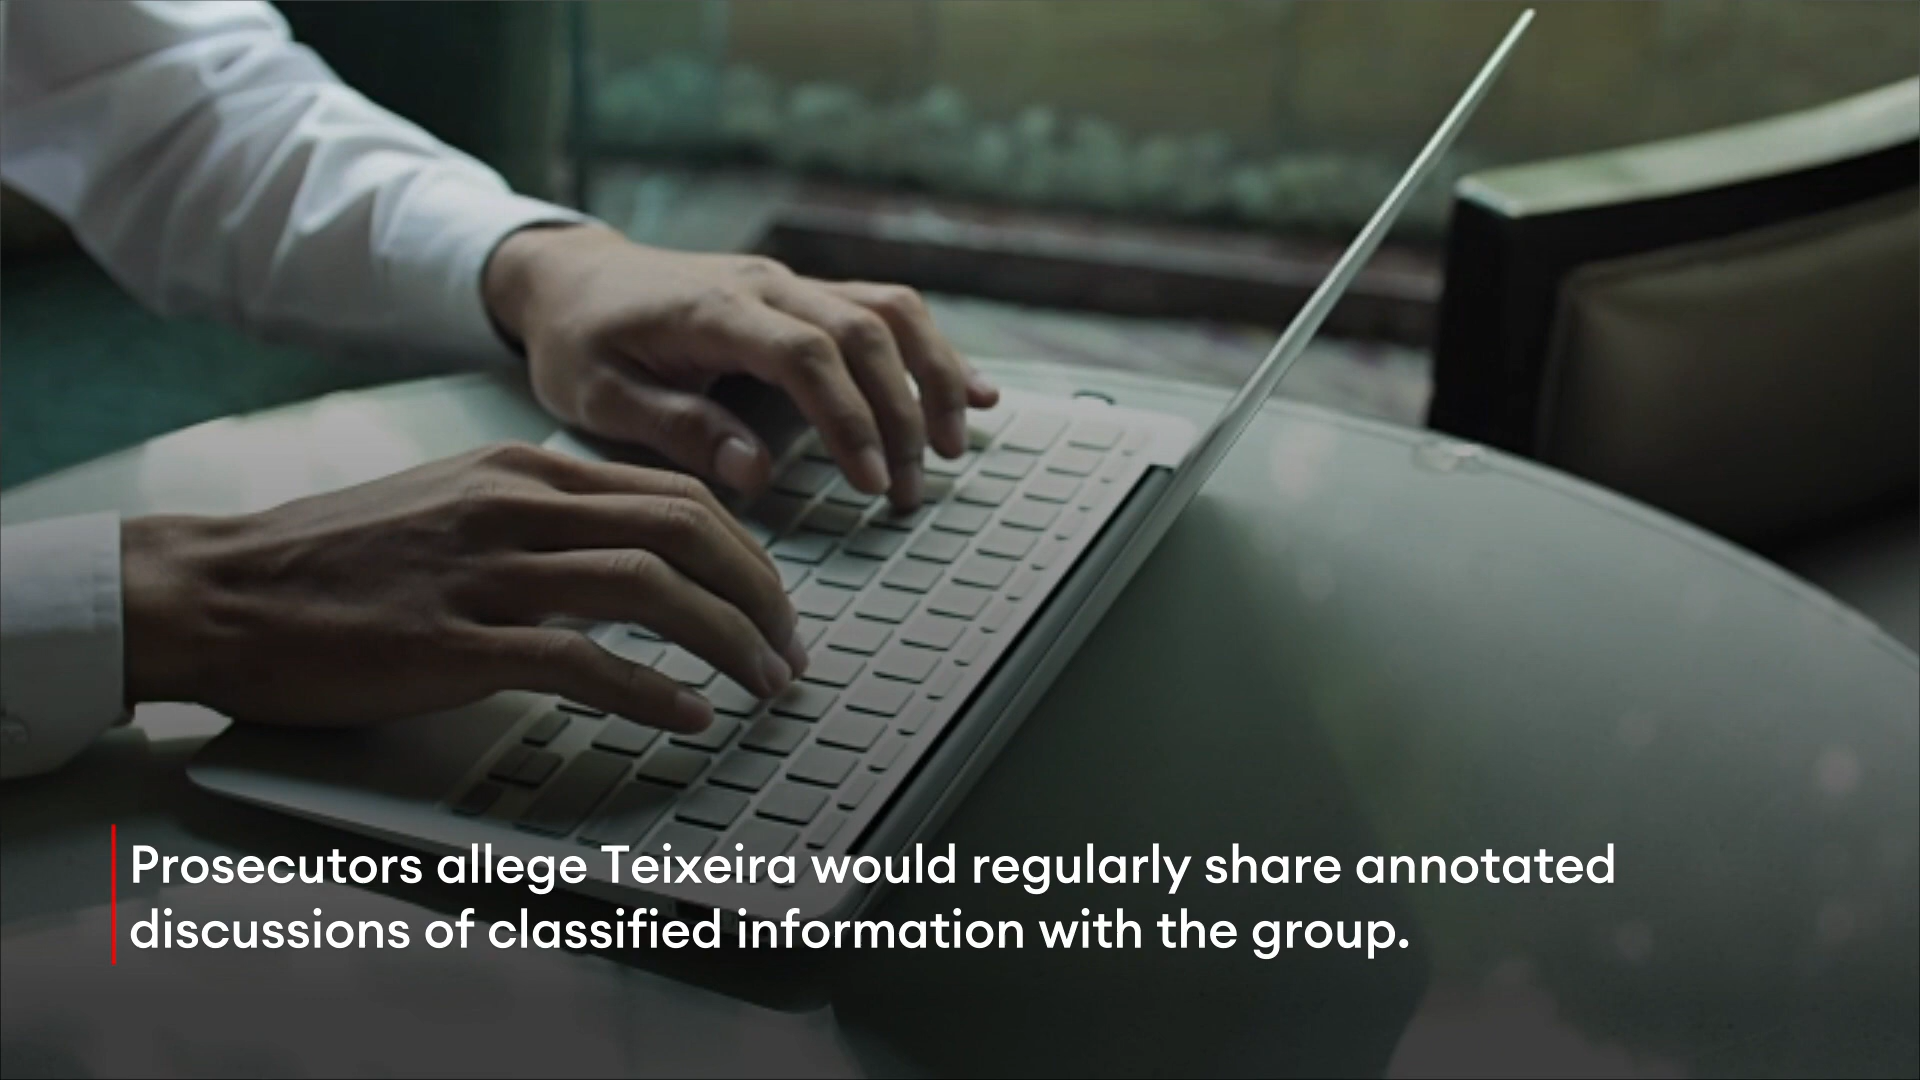 Prosecutors allege Teixeira would regularly share annotated
discussions of classified information with the group.